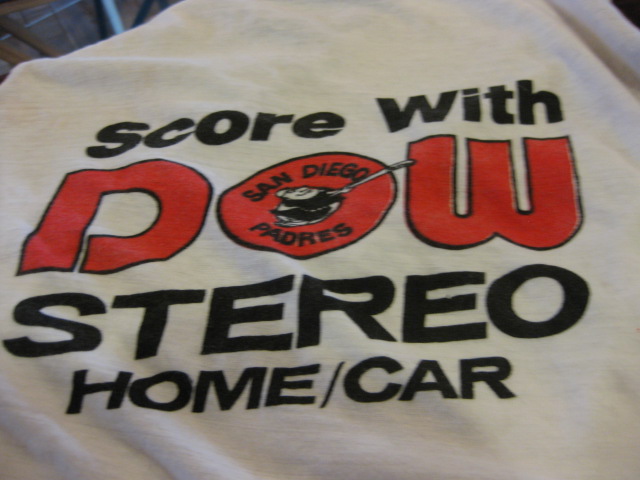 Score With
DOW
SAN DIEGO
PADRES
STEREO
HOME/CAR